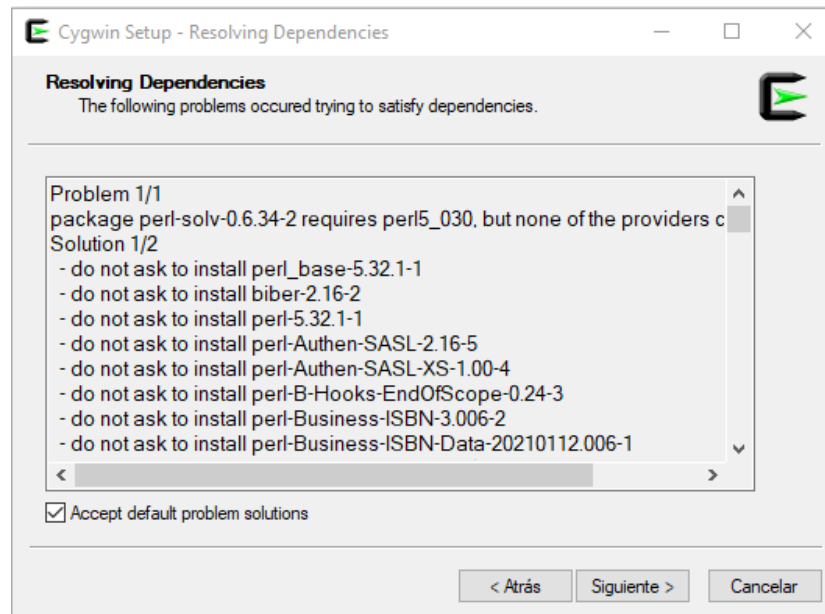 Cygwin Setup - Resolving Dependencies
Resolving Dependencies
The following problems occured trying to satisfy dependencies.
Problem 1/1
package perl-solv-0.6.34-2 requires perl5_030, but none of the providers c
Solution 1/2
- do not ask to install perl_base-5.32.1-1
- do not ask to install biber-2.16-2
- do not ask to install perl-5.32.1-1
- do not ask to install perl-Authen-SASL-2.16-5
- do not ask to install perl-Authen-SASL-XS-1.00-4
- do not ask to install perl-B-Hooks-EndOfScope-0.24-3
- do not ask to install perl-Business-ISBN-3.006-2
- do not ask to install perl-Business-ISBN-Data-20210112.006-1
Accept default problem solutions
< Atrás Siguiente > Cancelar